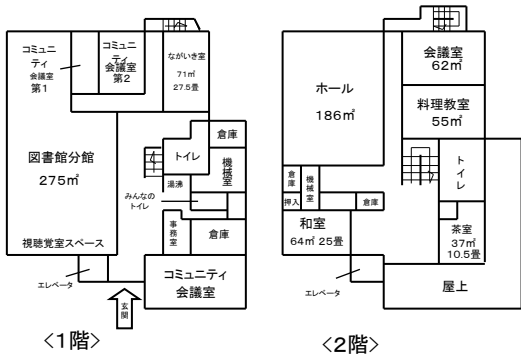 コミュニ
ティ
会議室
第1
コミュニ
ティ
会議室
第2
ながいき室
71㎡
27.5畳
図書館分館
275㎡
視聴覚室スペース
トイレ
倉庫
機械室
湯沸
みんなの
トイレ
事務室
倉庫
コミュニティ
会議室
エレベータ
玄関
<1階>
ホール
186㎡
会議室
62㎡
料理教室
55㎡
倉庫
機械室
押入
倉庫
トイレ
和室
64㎡ 25畳
茶室
37㎡
10.5畳
エレベータ
屋上
<2階>